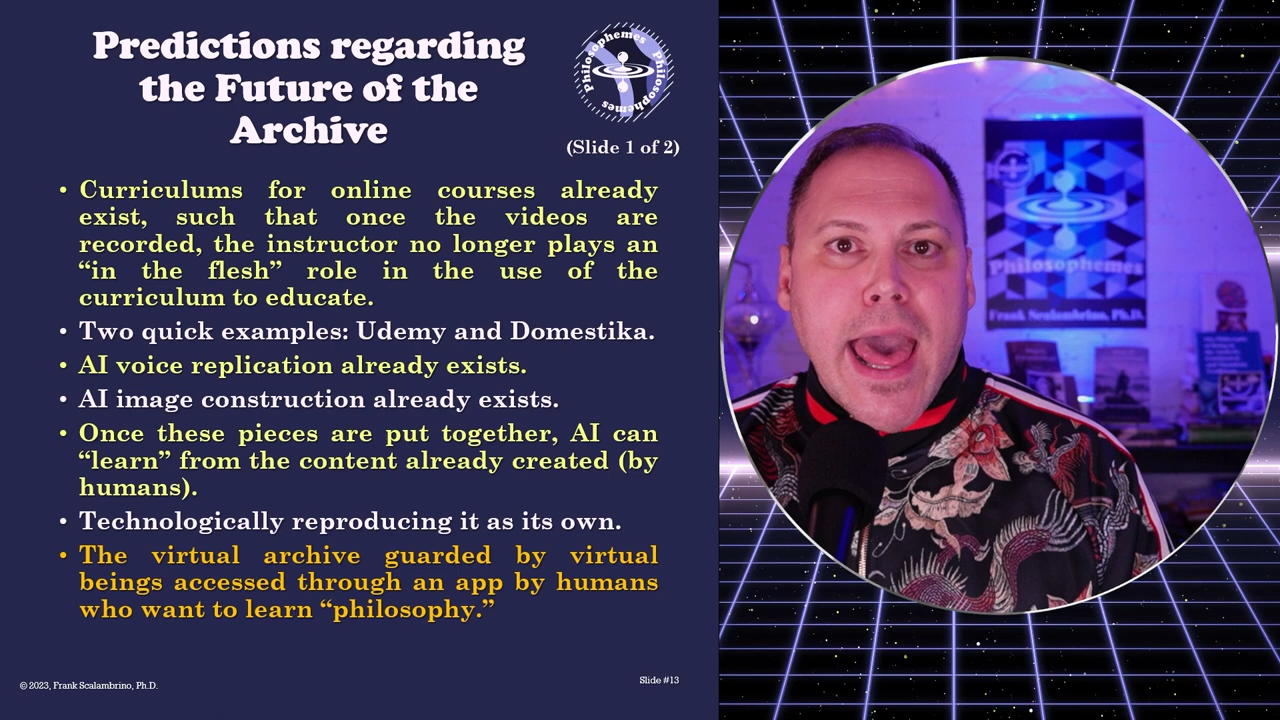 Predictions regarding
the Future of the
Archive
Philosophemes Philosophemes
(Slide 1 of 2)
• Curriculums for online courses already
exist, such that once the videos are
recorded, the instructor no longer plays an
“in the flesh” role in the use of the
curriculum to educate.
• Two quick examples: Udemy and Domestika.
• AI voice replication already exists.
• AI image construction already exists.
• Once these pieces are put together, AI can
“learn” from the content already created (by
humans).
• Technologically reproducing it as its own.
• The virtual archive guarded by virtual
beings accessed through an app by humans
who want to learn “philosophy.”
© 2023, Frank Scalambrino, Ph.D.
Slide #13
Philosophemes
Frank Scalambrino, Ph.D.